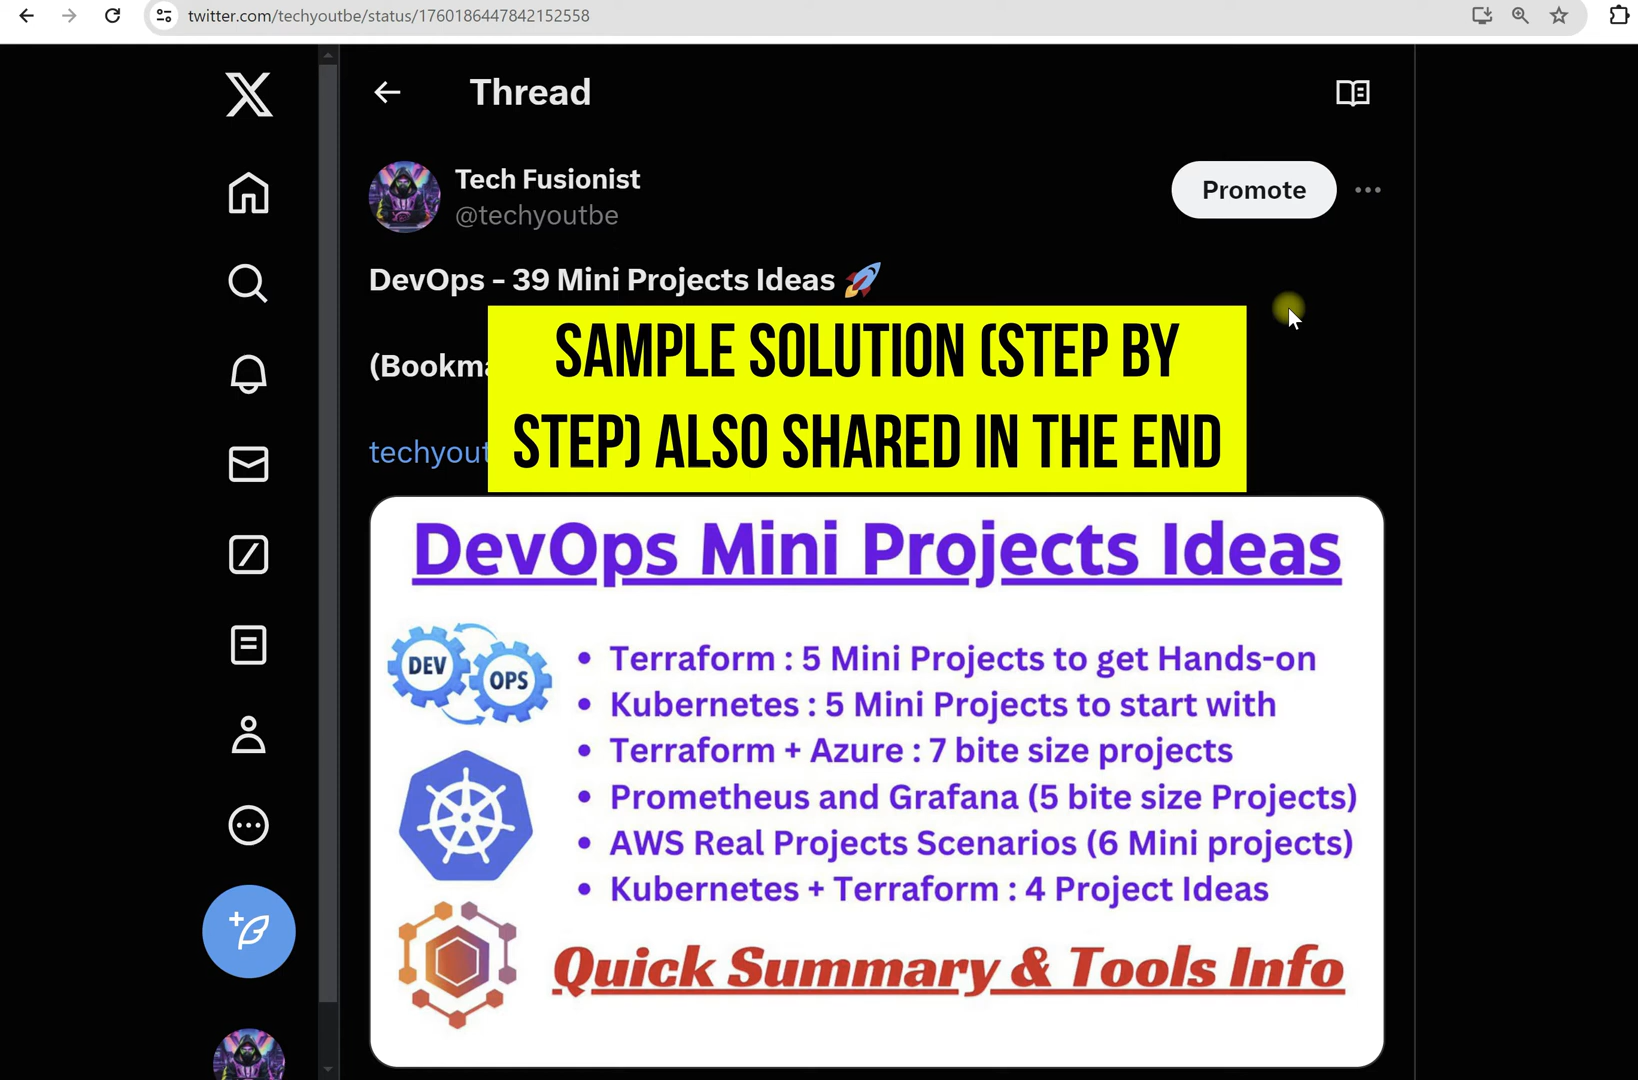 twitter.com/techyoutbe/status/1760186447842152558
Thread
Tech Fusionist
@techyoutbe
Promote
DevOps - 39 Mini Projects Ideas 🚀
(Bookma
SAMPLE SOLUTION (STEP BY
STEP) ALSO SHARED IN THE END
techyout
DevOps Mini Projects Ideas
DEV
OPS
• Terraform : 5 Mini Projects to get Hands-on
• Kubernetes : 5 Mini Projects to start with
• Terraform + Azure : 7 bite size projects
• Prometheus and Grafana (5 bite size Projects)
• AWS Real Projects Scenarios (6 Mini projects)
• Kubernetes + Terraform : 4 Project Ideas
Quick Summary & Tools Info